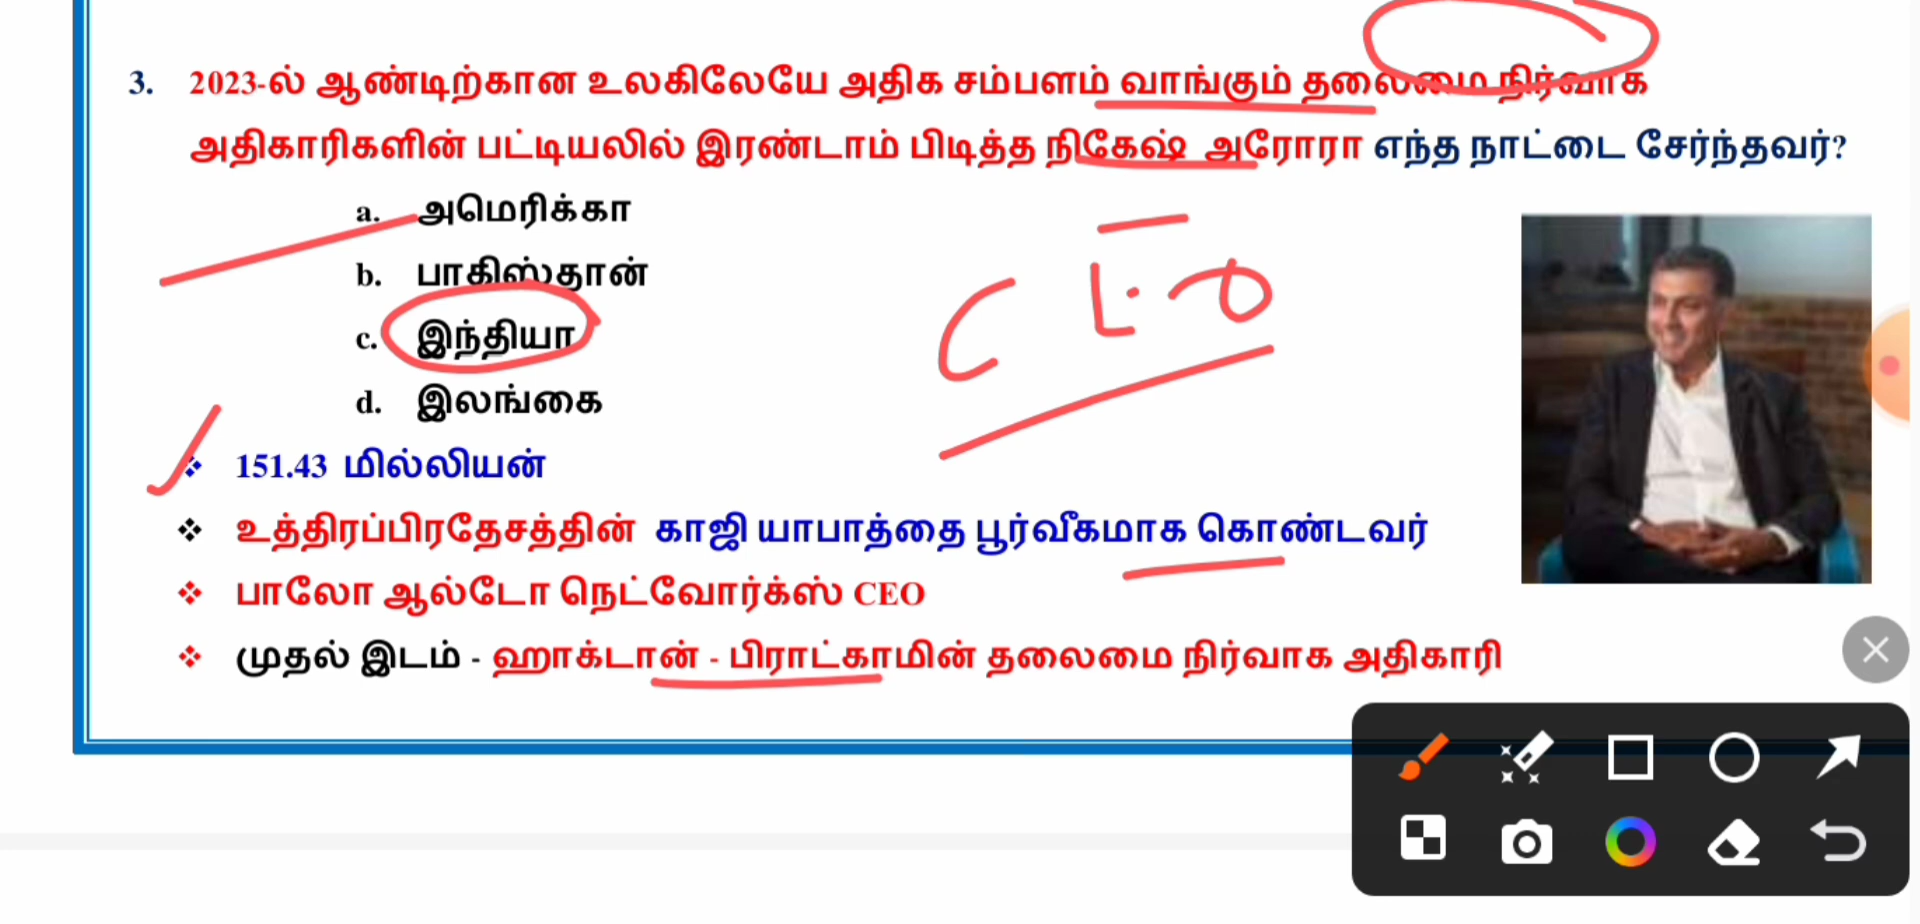 3. 2023-ல் ஆண்டிற்கான உலகிலேயே அதிக சம்பளம் வாங்கும் தலைமை நிர்வாக
அதிகாரிகளின் பட்டியலில் இரண்டாம் பிடித்த நிகேஷ் அரோரா எந்த நாட்டை சேர்ந்தவர்?
a. அமெரிக்கா
b. பாகிஸ்தான்
c. இந்தியா
d. இலங்கை
CEO
❖ 151.43 மில்லியன்
❖ உத்திரப்பிரதேசத்தின் காஜி யாபாத்தை பூர்வீகமாக கொண்டவர்
❖ பாலோ ஆல்டோ நெட்வோர்க்ஸ் CEO
❖ முதல் இடம் - ஹாக்டான் - பிராட்காமின் தலைமை நிர்வாக அதிகாரி